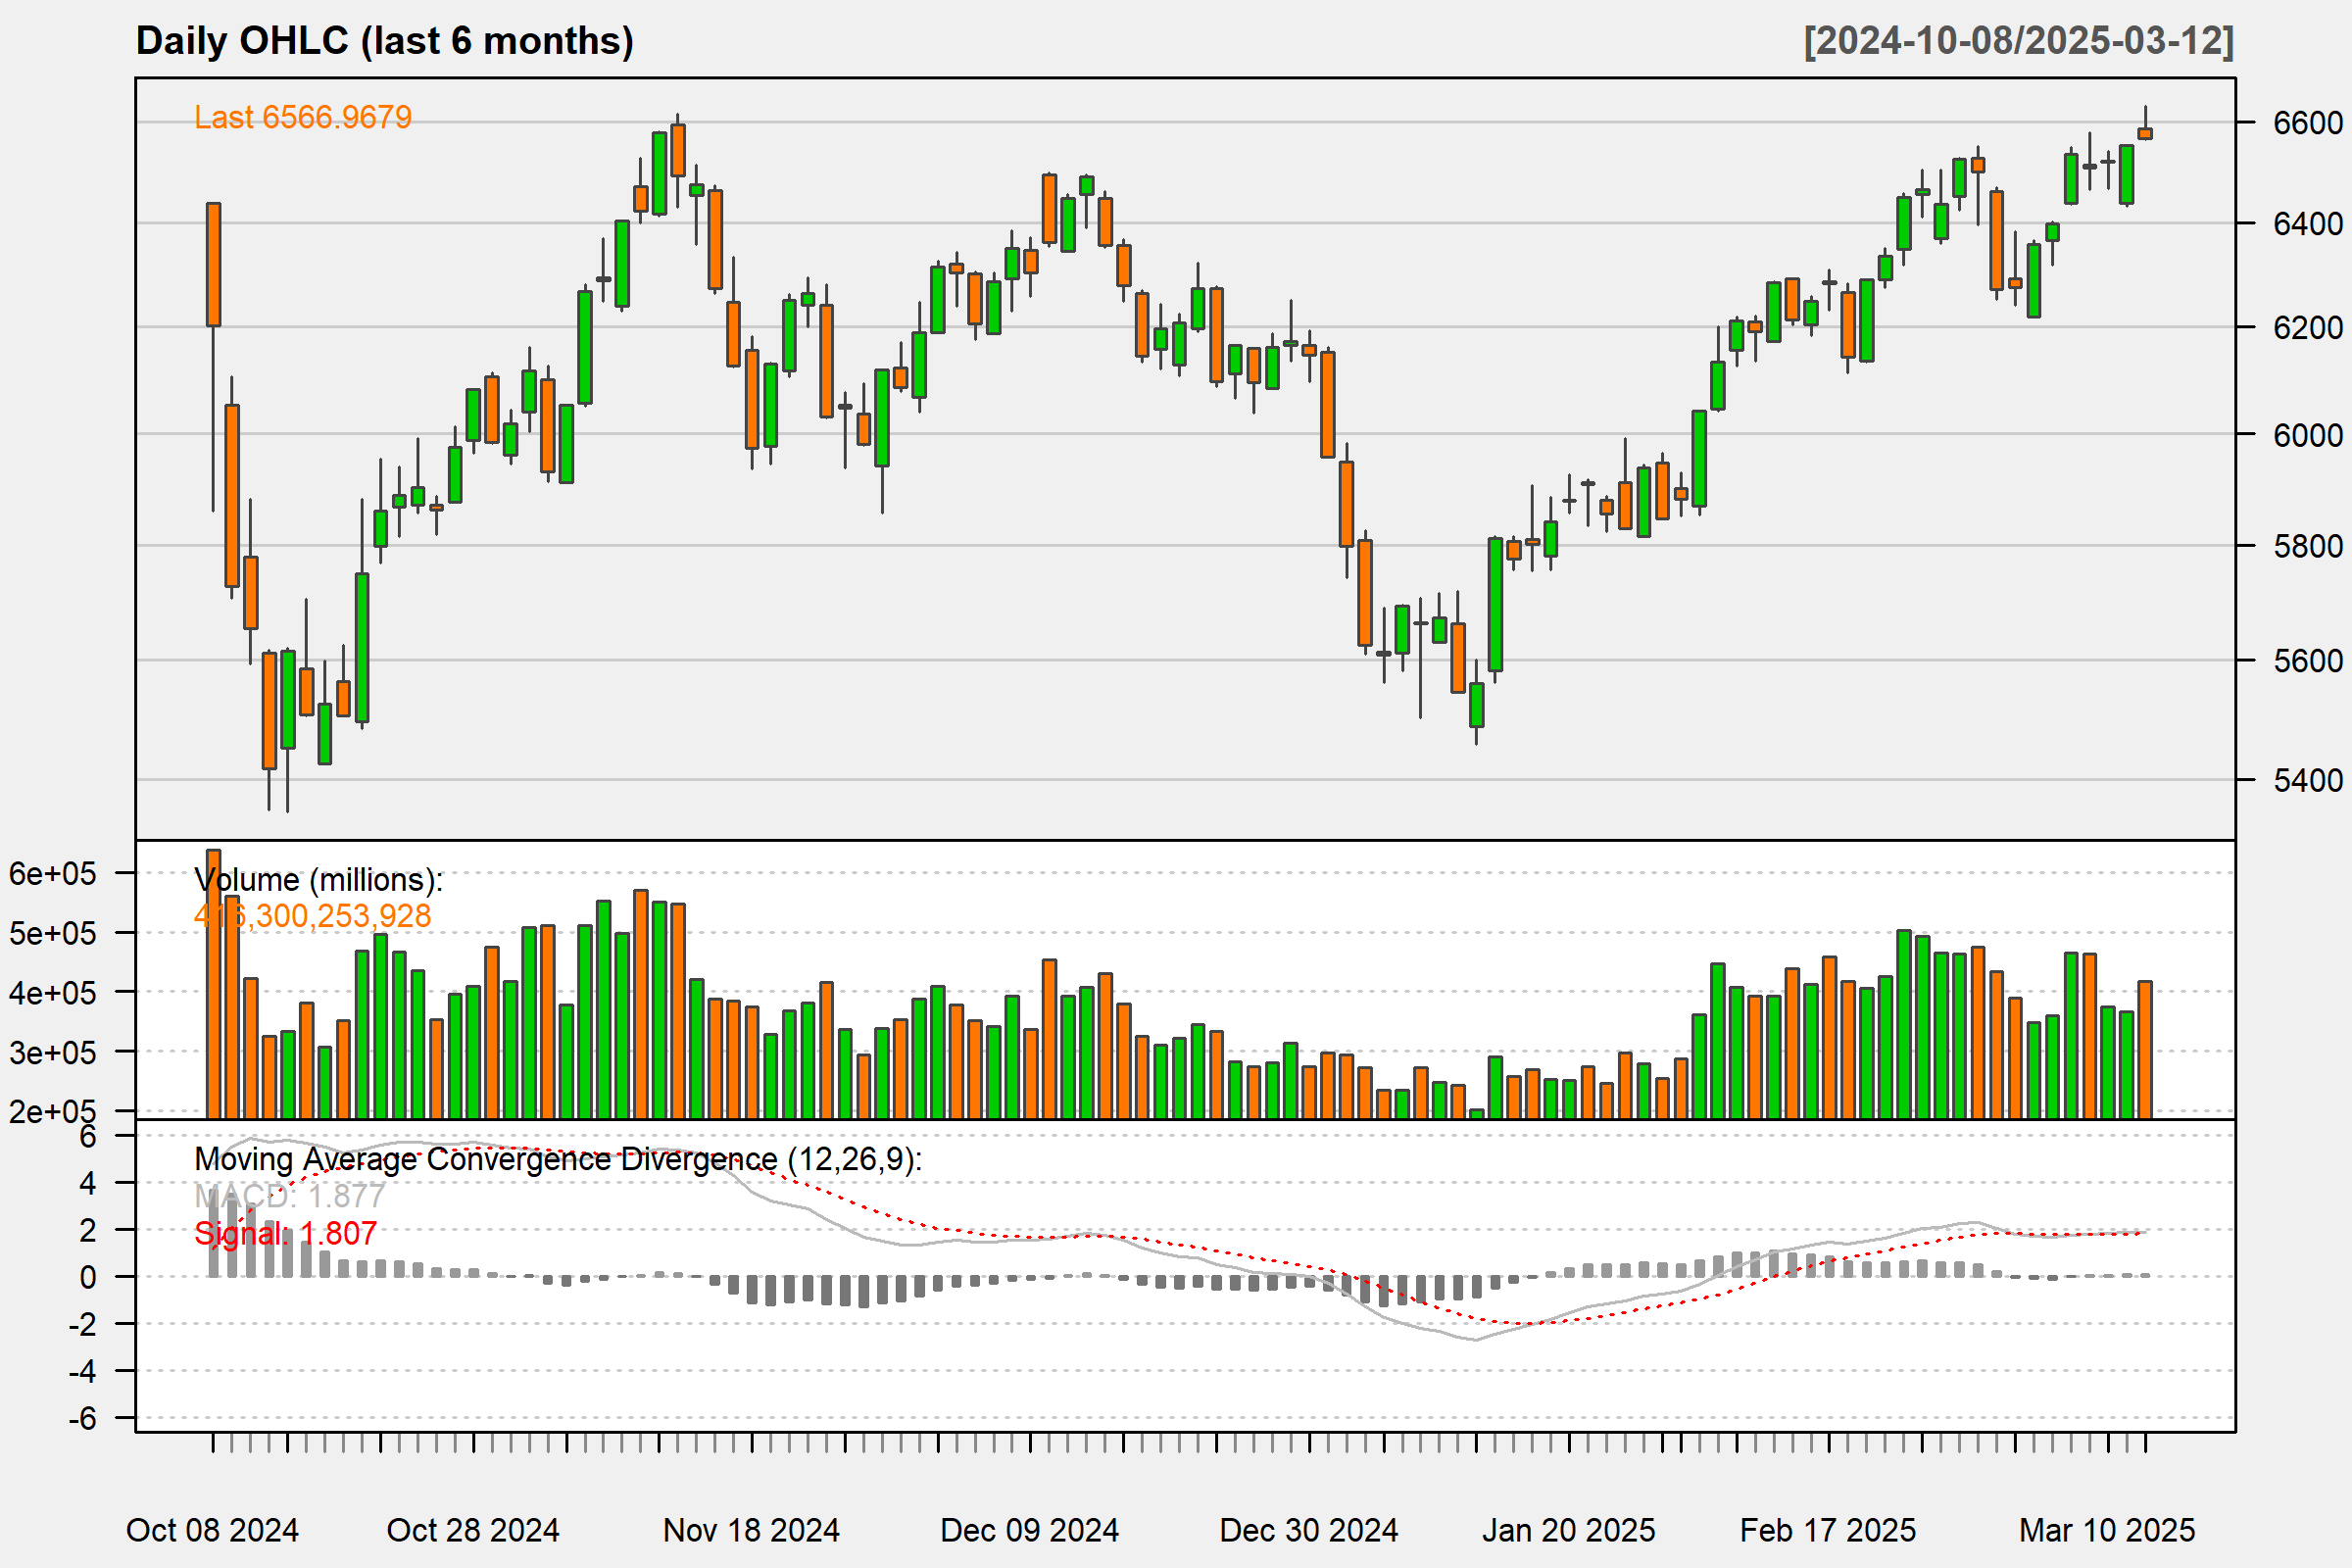 Daily OHLC (last 6 months)
[2024-10-08/2025-03-12]
Last 6566.9679
6600
6400
6200
6000
5800
5600
5400
Volume (millions):
416,300,253,928
6e+05
5e+05
4e+05
3e+05
2e+05
Moving Average Convergence Divergence (12,26,9):
MACD: 1.877
Signal: 1.807
6
4
2
0
-2
-4
-6
Oct 08 2024
Oct 28 2024
Nov 18 2024
Dec 09 2024
Dec 30 2024
Jan 20 2025
Feb 17 2025
Mar 10 2025